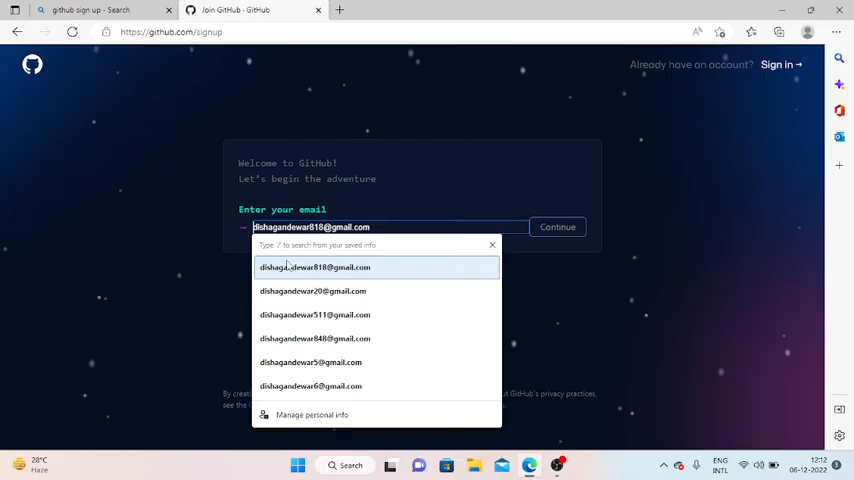 github sign up - Search
Join GitHub · GitHub
https://github.com/signup
Already have an account? Sign in →
Welcome to GitHub!
Let's begin the adventure
Enter your email
→ dishagandewar818@gmail.com
Continue
Type '/' to search from your saved info
dishagandewar818@gmail.com
dishagandewar20@gmail.com
dishagandewar511@gmail.com
dishagandewar848@gmail.com
dishagandewar5@gmail.com
dishagandewar6@gmail.com
By creati
ut GitHub's privacy practices,
see the
Manage personal info
28°C
Haze
Search
ENG
INTL
12:12
06-12-2022
3